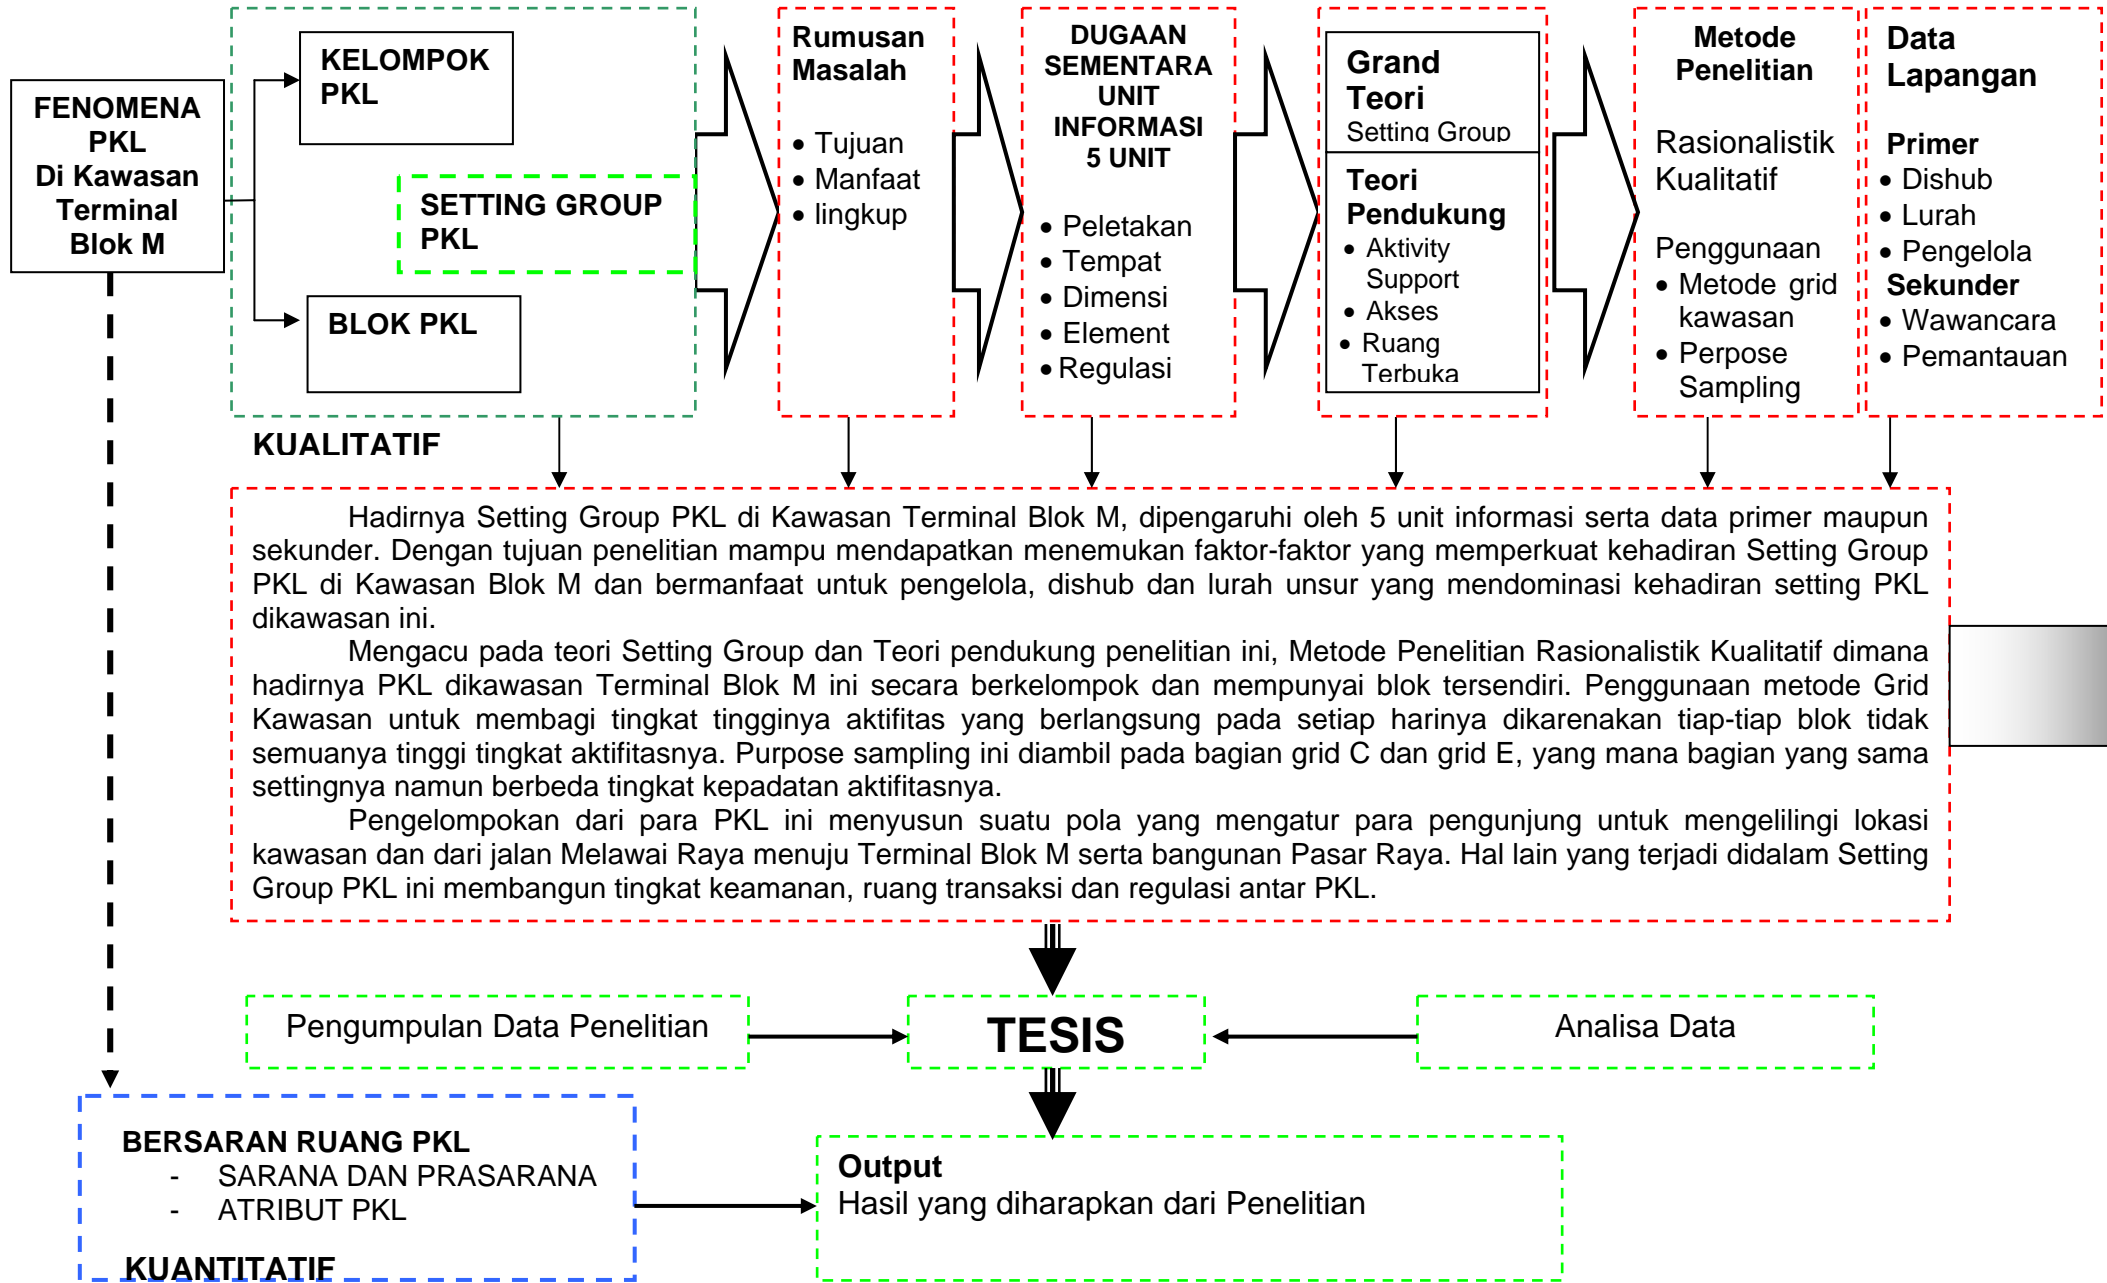 FENOMENA
PKL
Di Kawasan
Terminal
Blok M
KELOMPOK
PKL
SETTING GROUP
PKL
BLOK PKL
KUALITATIF
Rumusan
Masalah
• Tujuan
• Manfaat
• lingkup
DUGAAN
SEMENTARA
UNIT
INFORMASI
5 UNIT
• Peletakan
• Tempat
• Dimensi
• Element
• Regulasi
Grand
Teori
Setting Group
Teori
Pendukung
• Aktivity
Support
• Akses
• Ruang
Terbuka
Metode
Penelitian
Rasionalistik
Kualitatif
Penggunaan
• Metode grid
kawasan
• Perpose
Sampling
Data
Lapangan
Primer
• Dishub
• Lurah
• Pengelola
Sekunder
• Wawancara
• Pemantauan
Hadirnya Setting Group PKL di Kawasan Terminal Blok M, dipengaruhi oleh 5 unit informasi serta data primer maupun
sekunder. Dengan tujuan penelitian mampu mendapatkan menemukan faktor-faktor yang memperkuat kehadiran Setting Group
PKL di Kawasan Blok M dan bermanfaat untuk pengelola, dishub dan lurah unsur yang mendominasi kehadiran setting PKL
dikawasan ini.
Mengacu pada teori Setting Group dan Teori pendukung penelitian ini, Metode Penelitian Rasionalistik Kualitatif dimana
hadirnya PKL dikawasan Terminal Blok M ini secara berkelompok dan mempunyai blok tersendiri. Penggunaan metode Grid
Kawasan untuk membagi tingkat tingginya aktifitas yang berlangsung pada setiap harinya dikarenakan tiap-tiap blok tidak
semuanya tinggi tingkat aktifitasnya. Purpose sampling ini diambil pada bagian grid C dan grid E, yang mana bagian yang sama
settingnya namun berbeda tingkat kepadatan aktifitasnya.
Pengelompokan dari para PKL ini menyusun suatu pola yang mengatur para pengunjung untuk mengelilingi lokasi
kawasan dan dari jalan Melawai Raya menuju Terminal Blok M serta bangunan Pasar Raya. Hal lain yang terjadi didalam Setting
Group PKL ini membangun tingkat keamanan, ruang transaksi dan regulasi antar PKL.
Pengumpulan Data Penelitian
TESIS
Analisa Data
BERSARAN RUANG PKL
- SARANA DAN PRASARANA
- ATRIBUT PKL
KUANTITATIF
Output
Hasil yang diharapkan dari Penelitian